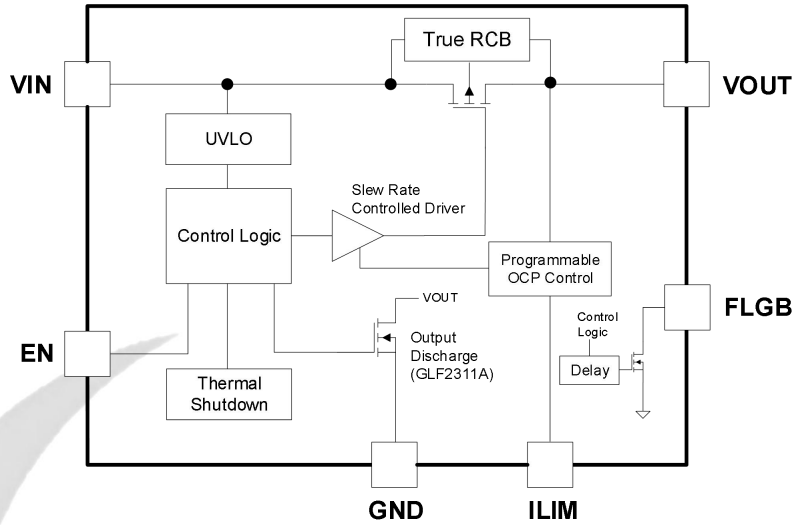 True RCB
VIN
VOUT
UVLO
Slew Rate
Controlled Driver
Control Logic
Programmable
OCP Control
VOUT
FLGB
Control
Logic
Output
Discharge
(GLF2311A)
EN
Delay
Thermal
Shutdown
GND
ILIM